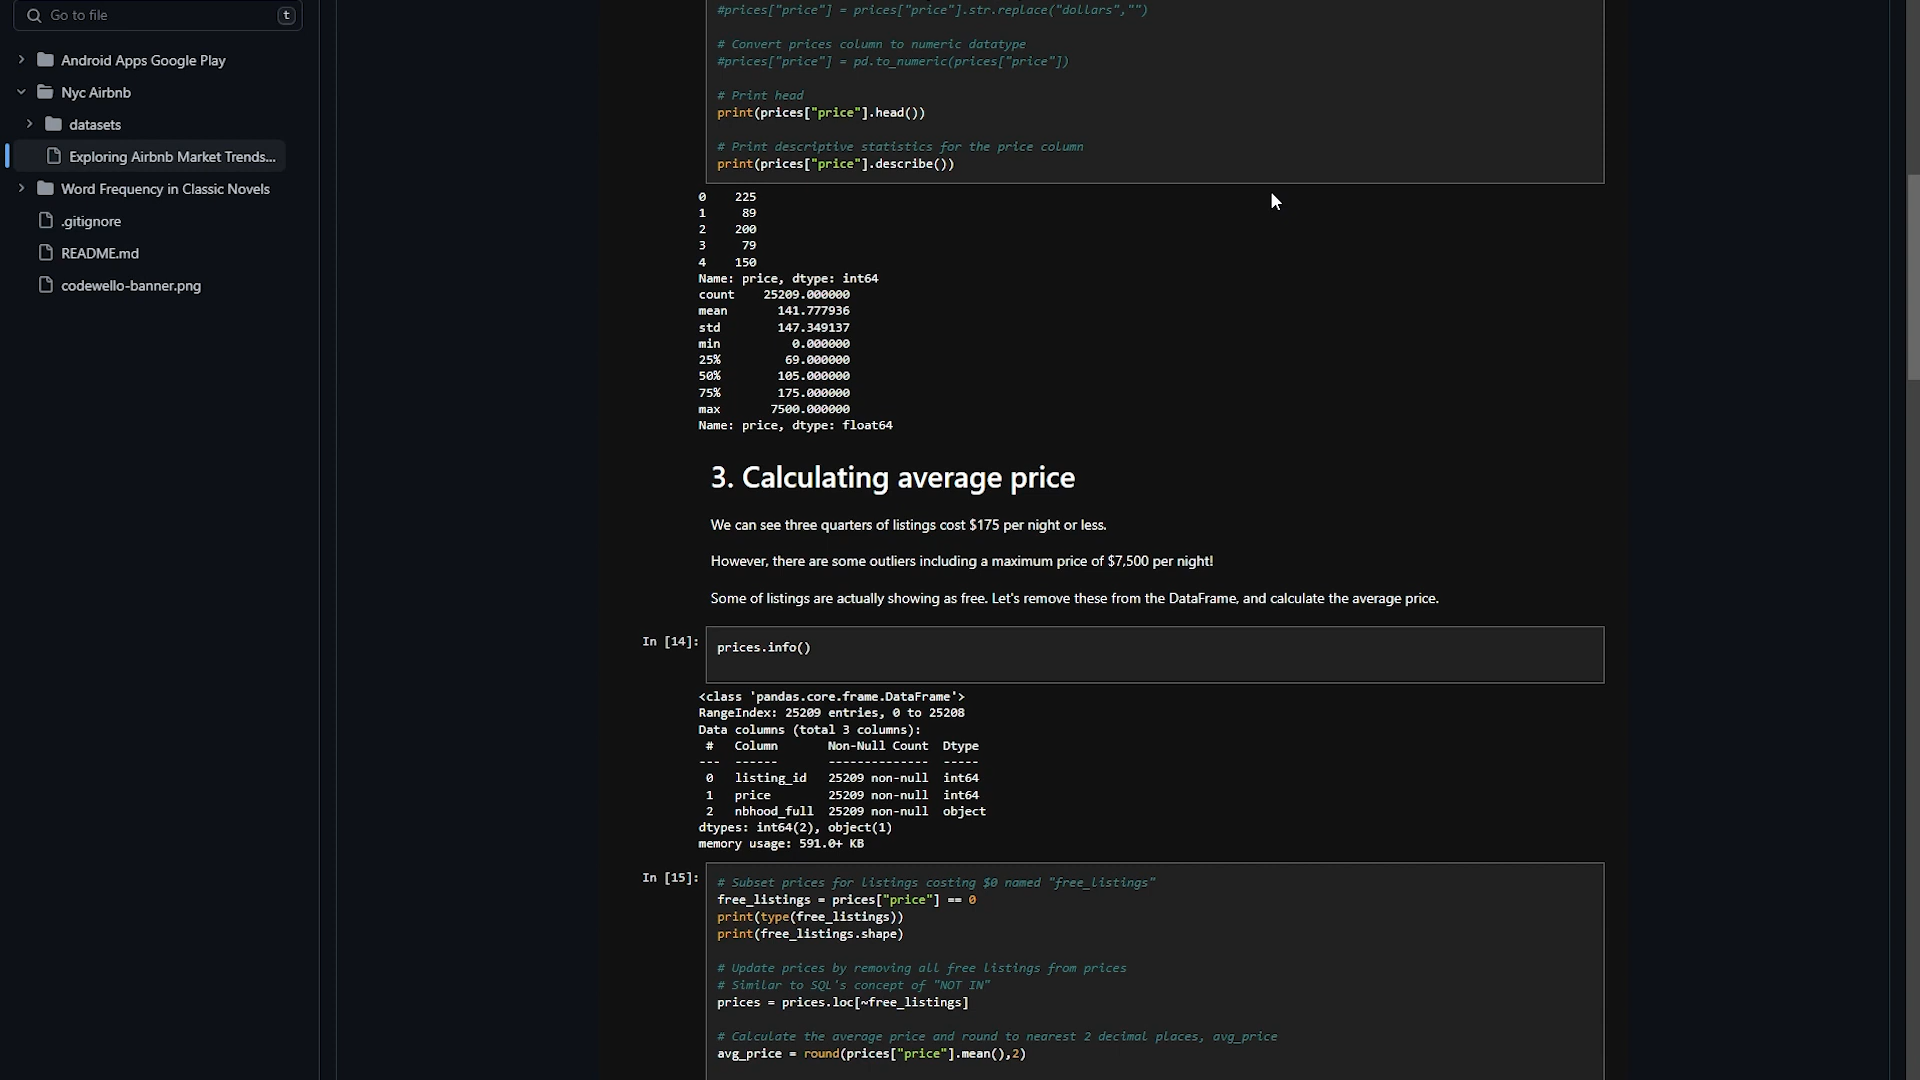 Go to file
t
Android Apps Google Play
Nyc Airbnb
datasets
Exploring Airbnb Market Trends...
Word Frequency in Classic Novels
.gitignore
README.md
codewello-banner.png
#prices["price"] = prices["price"].str.replace("dollars","")
# Convert prices column to numeric datatype
#prices["price"] = pd.to_numeric(prices["price"])
# Print head
print(prices["price"].head())
# Print descriptive statistics for the price column
print(prices["price"].describe())
0    225
1     89
2    200
3     79
4    150
Name: price, dtype: int64
count    25209.000000
mean       141.777936
std        147.349137
min          0.000000
25%         69.000000
50%        105.000000
75%        175.000000
max       7500.000000
Name: price, dtype: float64
3. Calculating average price
We can see three quarters of listings cost $175 per night or less.
However, there are some outliers including a maximum price of $7,500 per night!
Some of listings are actually showing as free. Let's remove these from the DataFrame, and calculate the average price.
In [14]: prices.info()
<class 'pandas.core.frame.DataFrame'>
RangeIndex: 25209 entries, 0 to 25208
Data columns (total 3 columns):
 #   Column       Non-Null Count  Dtype
---  ------       --------------  -----
 0   listing_id   25209 non-null  int64
 1   price        25209 non-null  int64
 2   nbhood_full  25209 non-null  object
dtypes: int64(2), object(1)
memory usage: 591.0+ KB
In [15]: # Subset prices for listings costing $0 named "free_listings"
free_listings = prices["price"] == 0
print(type(free_listings))
print(free_listings.shape)
# Update prices by removing all free listings from prices
# Similar to SQL's concept of "NOT IN"
prices = prices.loc[~free_listings]
# Calculate the average price and round to nearest 2 decimal places, avg_price
avg_price = round(prices["price"].mean(),2)